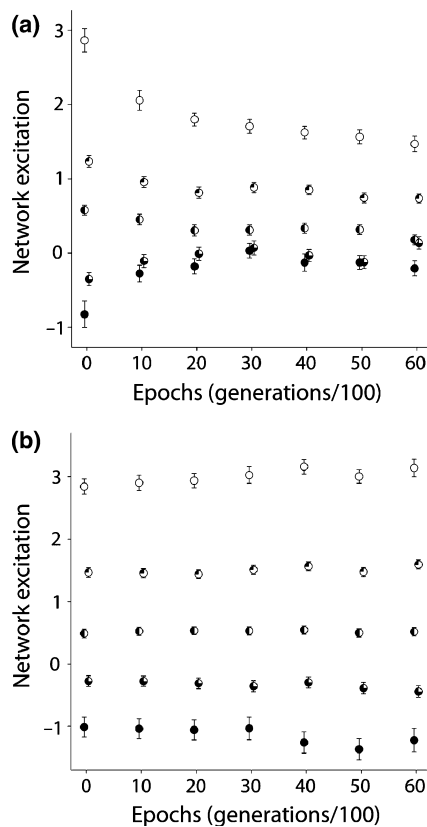 (a)
Network excitation
3
2
1
0
−1
0 10 20 30 40 50 60
Epochs (generations/100)
(b)
Network excitation
3
2
1
0
−1
0 10 20 30 40 50 60
Epochs (generations/100)